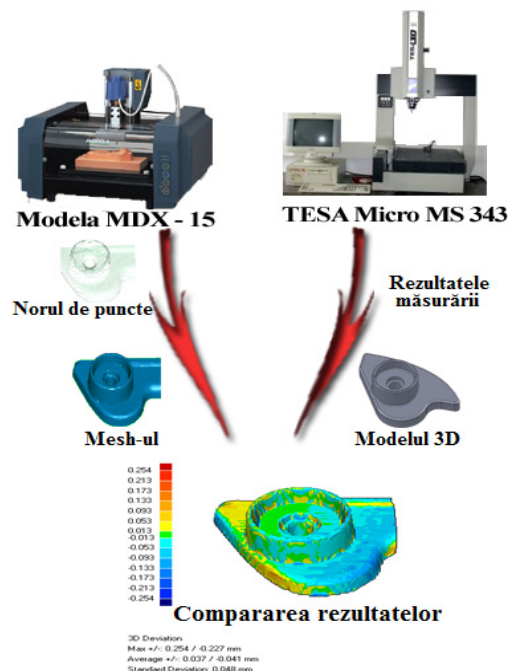 Modela MDX - 15
TESA Micro MS 343
Norul de puncte
Rezultatele
măsurării
Mesh-ul
Modelul 3D
0.254
0.213
0.173
0.133
0.093
0.053
0.013
-0.013
-0.053
-0.093
-0.133
-0.173
-0.213
-0.254
Compararea rezultatelor
3D Deviation
Max +/-: 0.254 / -0.227 mm
Average +/-: 0.037 / -0.041 mm
Standard Deviation: 0.048 mm